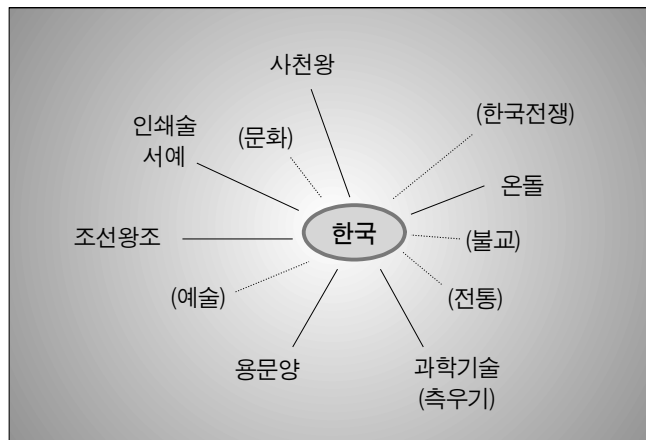 사천왕
(한국전쟁)
인쇄술
서예
(문화)
온돌
조선왕조
한국
(불교)
(예술)
(전통)
용문양
과학기술
(측우기)